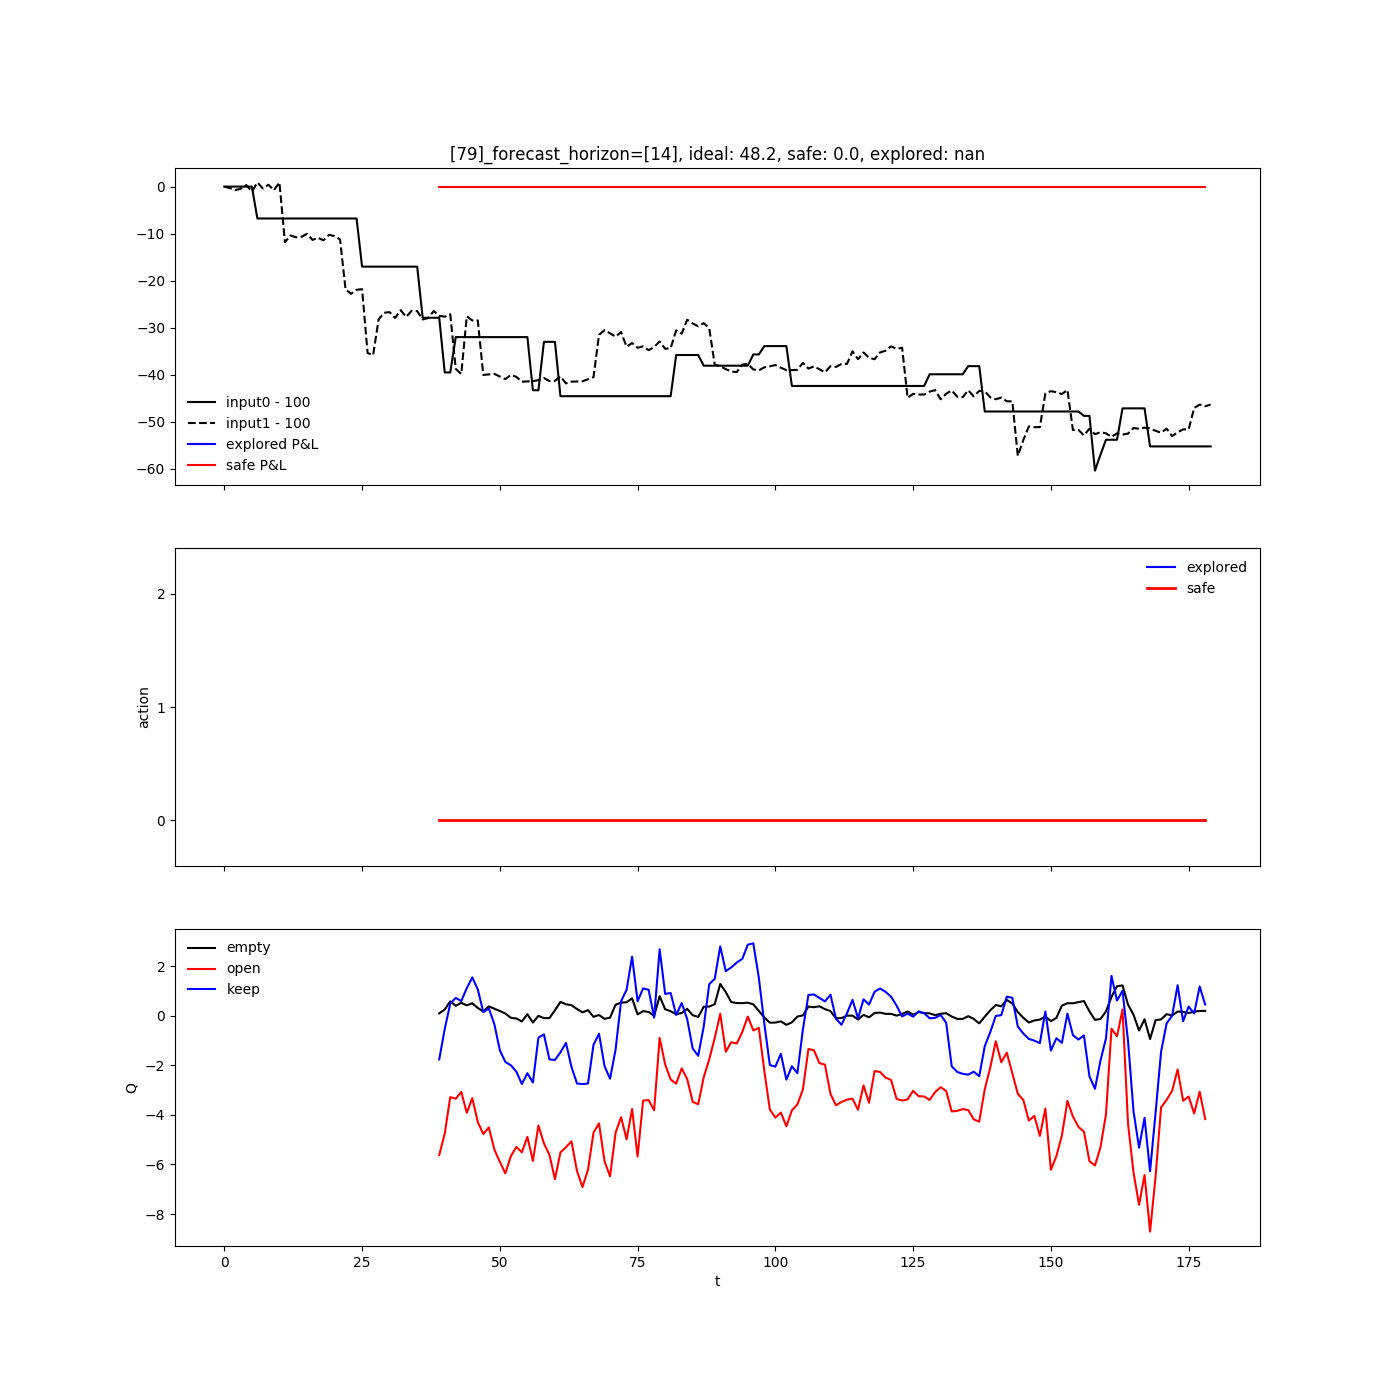 [79]_forecast_horizon=[14], ideal: 48.2, safe: 0.0, explored: nan
0
−10
−20
−30
−40
−50
−60
input0 - 100
input1 - 100
explored P&L
safe P&L
2
1
0
action
explored
safe
2
0
−2
−4
−6
−8
Q
empty
open
keep
0 25 50 75 100 125 150 175
t